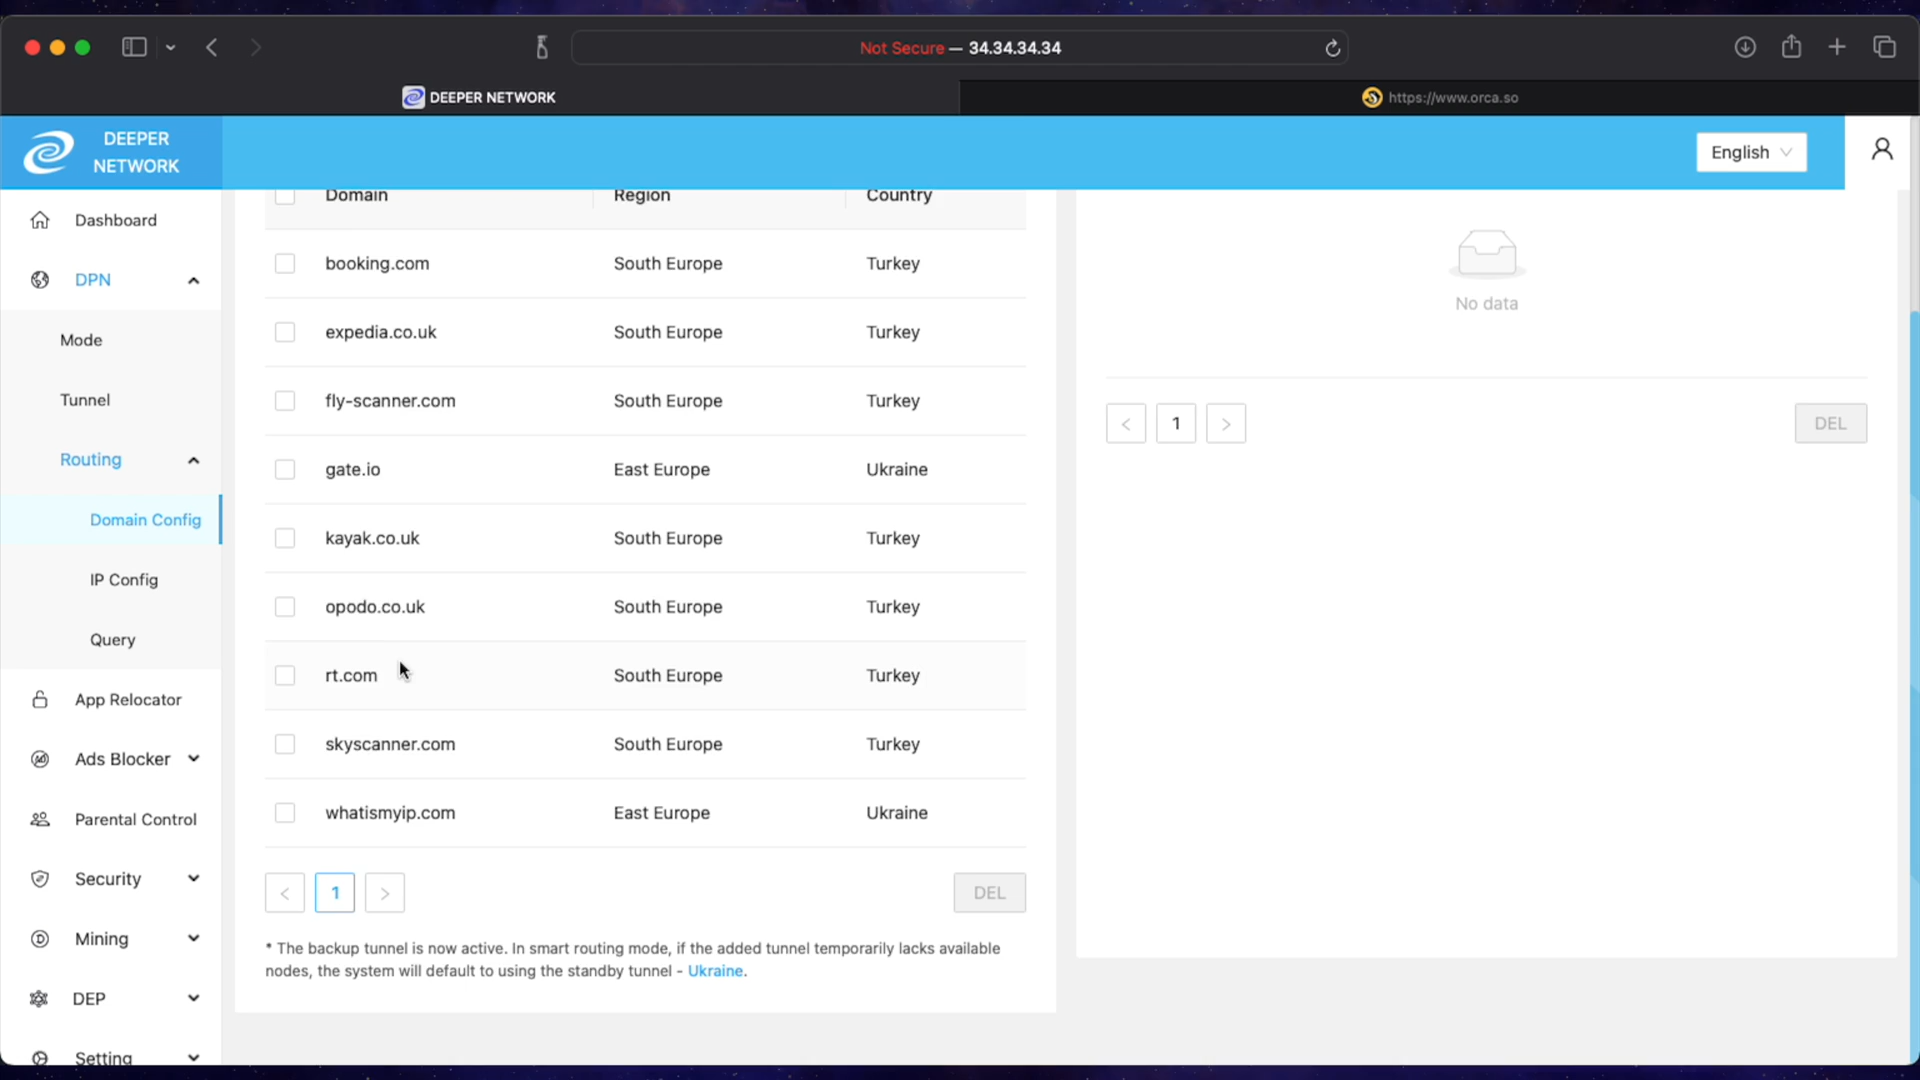 Not Secure — 34.34.34.34
DEEPER NETWORK
https://www.orca.so
DEEPER
NETWORK
English
Dashboard
DPN
Mode
Tunnel
Routing
Domain Config
IP Config
Query
App Relocator
Ads Blocker
Parental Control
Security
Mining
DEP
Setting
Domain Region Country
booking.com South Europe Turkey
expedia.co.uk South Europe Turkey
fly-scanner.com South Europe Turkey
gate.io East Europe Ukraine
kayak.co.uk South Europe Turkey
opodo.co.uk South Europe Turkey
rt.com South Europe Turkey
skyscanner.com South Europe Turkey
whatismyip.com East Europe Ukraine
< 1 > DEL
* The backup tunnel is now active. In smart routing mode, if the added tunnel temporarily lacks available
nodes, the system will default to using the standby tunnel - Ukraine.
No data
< 1 > DEL